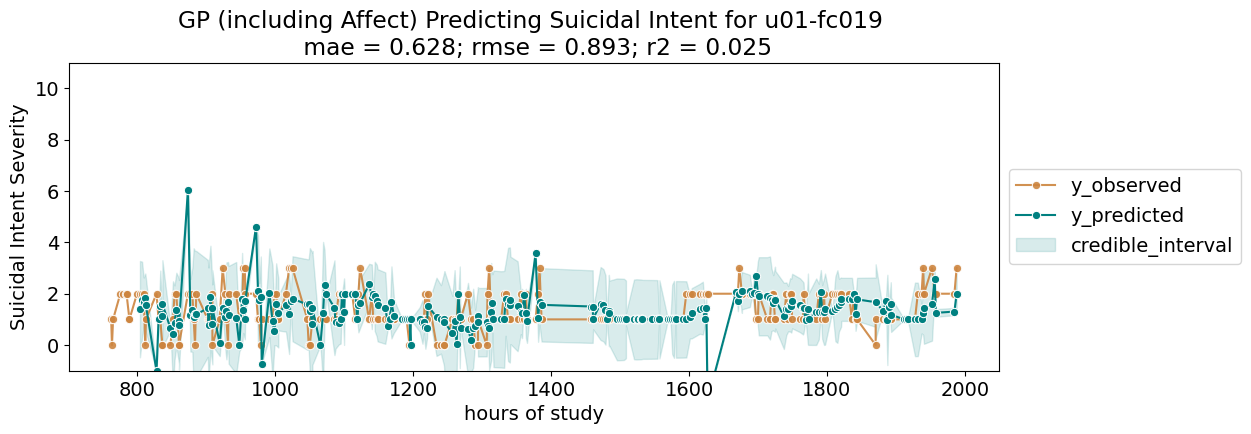 GP (including Affect) Predicting Suicidal Intent for u01-fc019
mae = 0.628; rmse = 0.893; r2 = 0.025
Suicidal Intent Severity
10
8
6
4
2
0
800
1000
1200
1400
1600
1800
2000
hours of study
y_observed
y_predicted
credible_interval